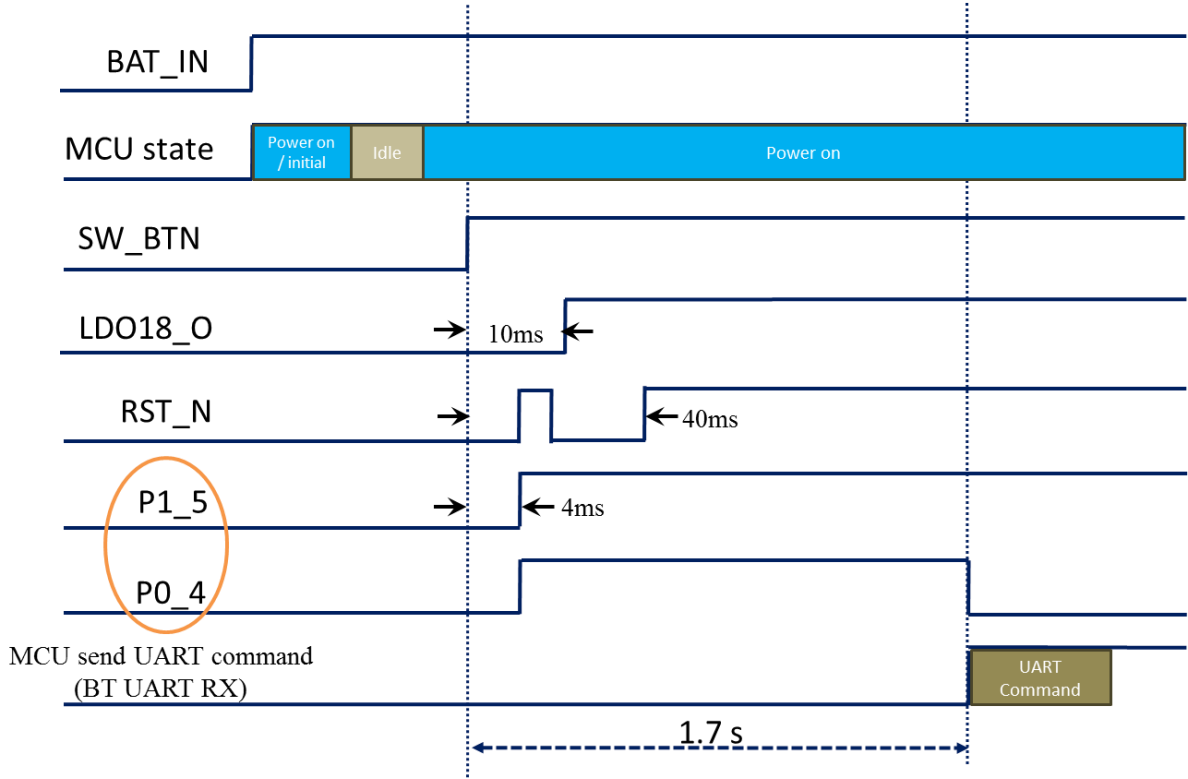 BAT_IN
MCU state
Power on
/ initial
Idle
Power on
SW_BTN
LDO18_O
10ms
RST_N
40ms
P1_5
4ms
P0_4
MCU send UART command
(BT UART RX)
UART
Command
1.7 s